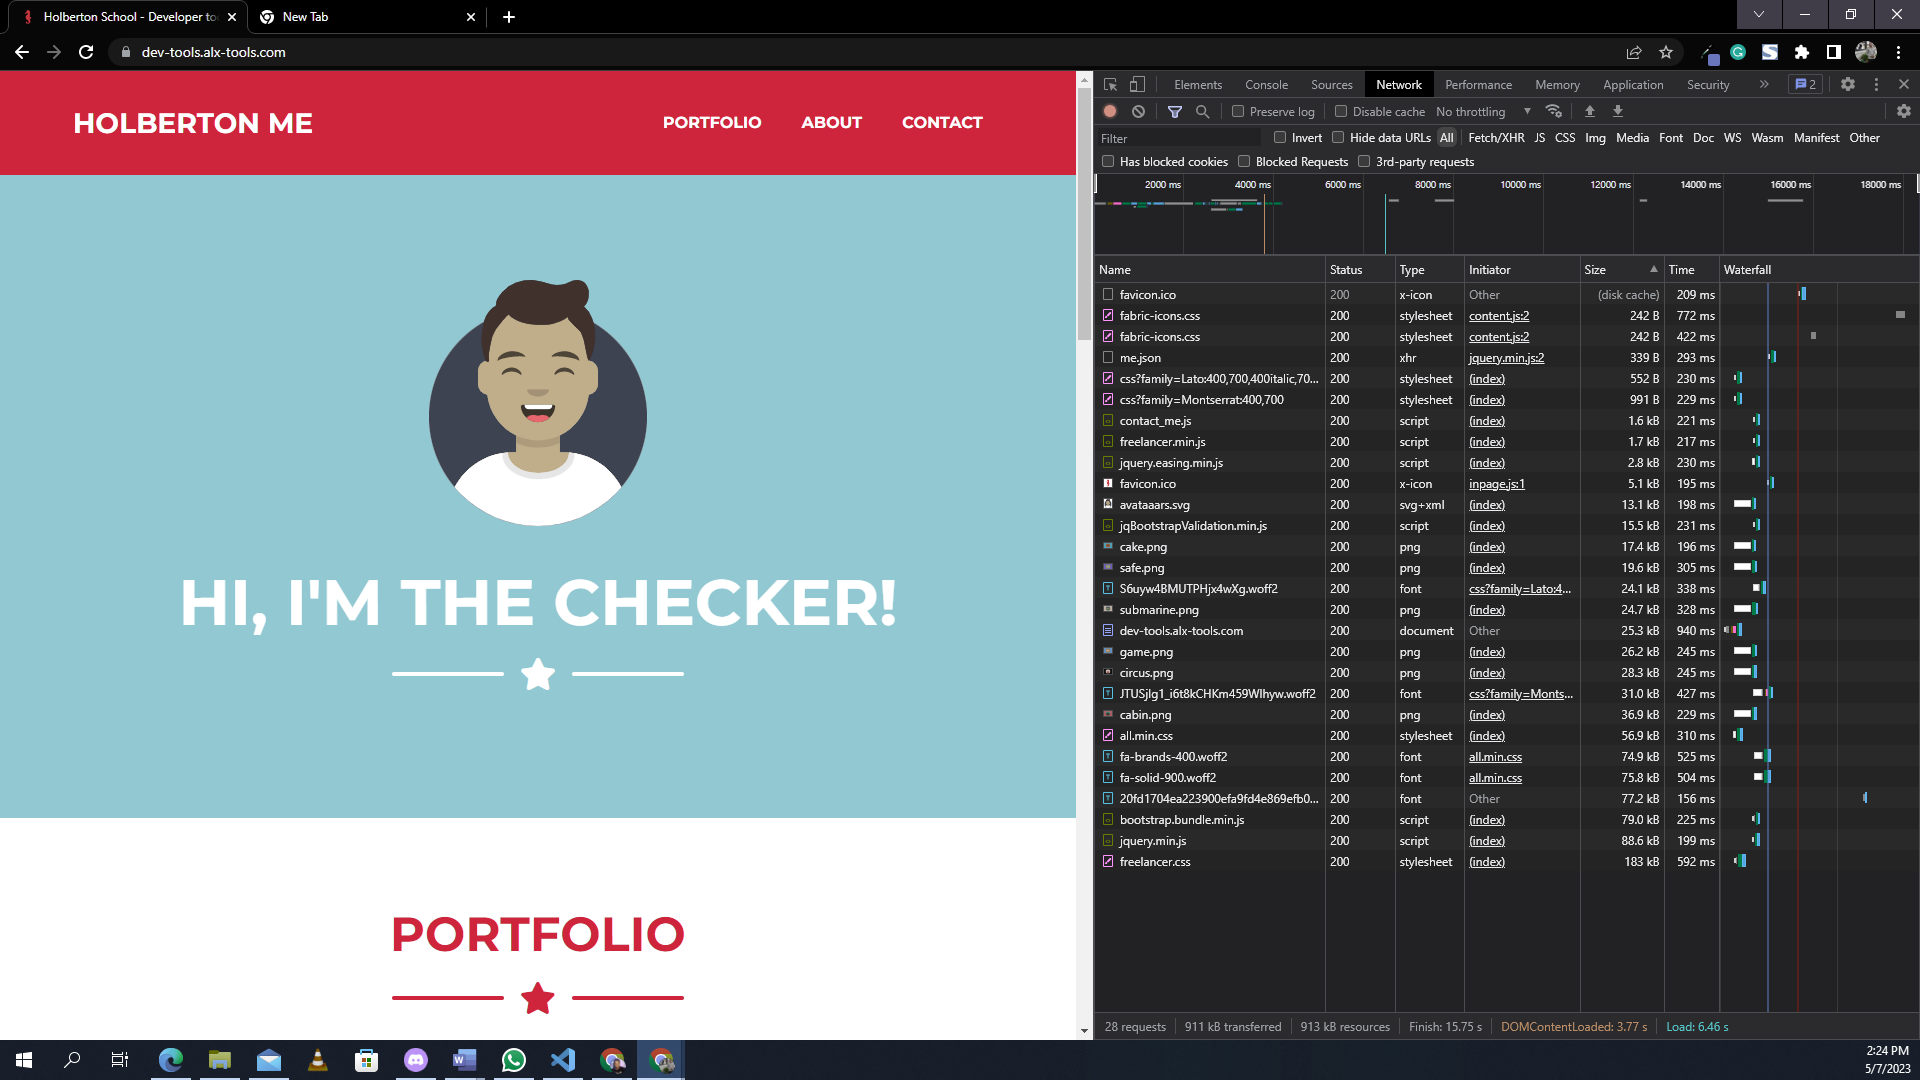 Holberton School - Developer to
New Tab
dev-tools.alx-tools.com
HOLBERTON ME
PORTFOLIO
ABOUT
CONTACT
HI, I'M THE CHECKER!
PORTFOLIO
Elements Console Sources Network Performance Memory Application Security 2
Preserve log Disable cache No throttling
Filter Invert Hide data URLs All Fetch/XHR JS CSS Img Media Font Doc WS Wasm Manifest Other
Has blocked cookies Blocked Requests 3rd-party requests
2000 ms 4000 ms 6000 ms 8000 ms 10000 ms 12000 ms 14000 ms 16000 ms 18000 ms
Name Status Type Initiator Size Time Waterfall
favicon.ico 200 x-icon Other (disk cache) 209 ms
fabric-icons.css 200 stylesheet content.js:2 242 B 772 ms
fabric-icons.css 200 stylesheet content.js:2 242 B 422 ms
me.json 200 xhr jquery.min.js:2 339 B 293 ms
css?family=Lato:400,700,400italic,70... 200 stylesheet (index) 552 B 230 ms
css?family=Montserrat:400,700 200 stylesheet (index) 991 B 229 ms
contact_me.js 200 script (index) 1.6 kB 221 ms
freelancer.min.js 200 script (index) 1.7 kB 217 ms
jquery.easing.min.js 200 script (index) 2.8 kB 230 ms
favicon.ico 200 x-icon inpage.js:1 5.1 kB 195 ms
avataaars.svg 200 svg+xml (index) 13.1 kB 198 ms
jqBootstrapValidation.min.js 200 script (index) 15.5 kB 231 ms
cake.png 200 png (index) 17.4 kB 196 ms
safe.png 200 png (index) 19.6 kB 305 ms
S6uyw4BMUTPHjx4wXg.woff2 200 font css?family=Lato:4... 24.1 kB 338 ms
submarine.png 200 png (index) 24.7 kB 328 ms
dev-tools.alx-tools.com 200 document Other 25.3 kB 940 ms
game.png 200 png (index) 26.2 kB 245 ms
circus.png 200 png (index) 28.3 kB 245 ms
JTUSjIg1_i6t8kCHKm459Wlhyw.woff2 200 font css?family=Monts... 31.0 kB 427 ms
cabin.png 200 png (index) 36.9 kB 229 ms
all.min.css 200 stylesheet (index) 56.9 kB 310 ms
fa-brands-400.woff2 200 font all.min.css 74.9 kB 525 ms
fa-solid-900.woff2 200 font all.min.css 75.8 kB 504 ms
20fd1704ea223900efa9fd4e869efb0... 200 font Other 77.2 kB 156 ms
bootstrap.bundle.min.js 200 script (index) 79.0 kB 225 ms
jquery.min.js 200 script (index) 88.6 kB 199 ms
freelancer.css 200 stylesheet (index) 183 kB 592 ms
28 requests 911 kB transferred 913 kB resources Finish: 15.75 s DOMContentLoaded: 3.77 s Load: 6.46 s
2:24 PM
5/7/2023